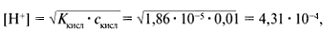 [H⁺] = √Kкисл · cкисл = √1,86 · 10⁻⁵ · 0,01 = 4,31 · 10⁻⁴,